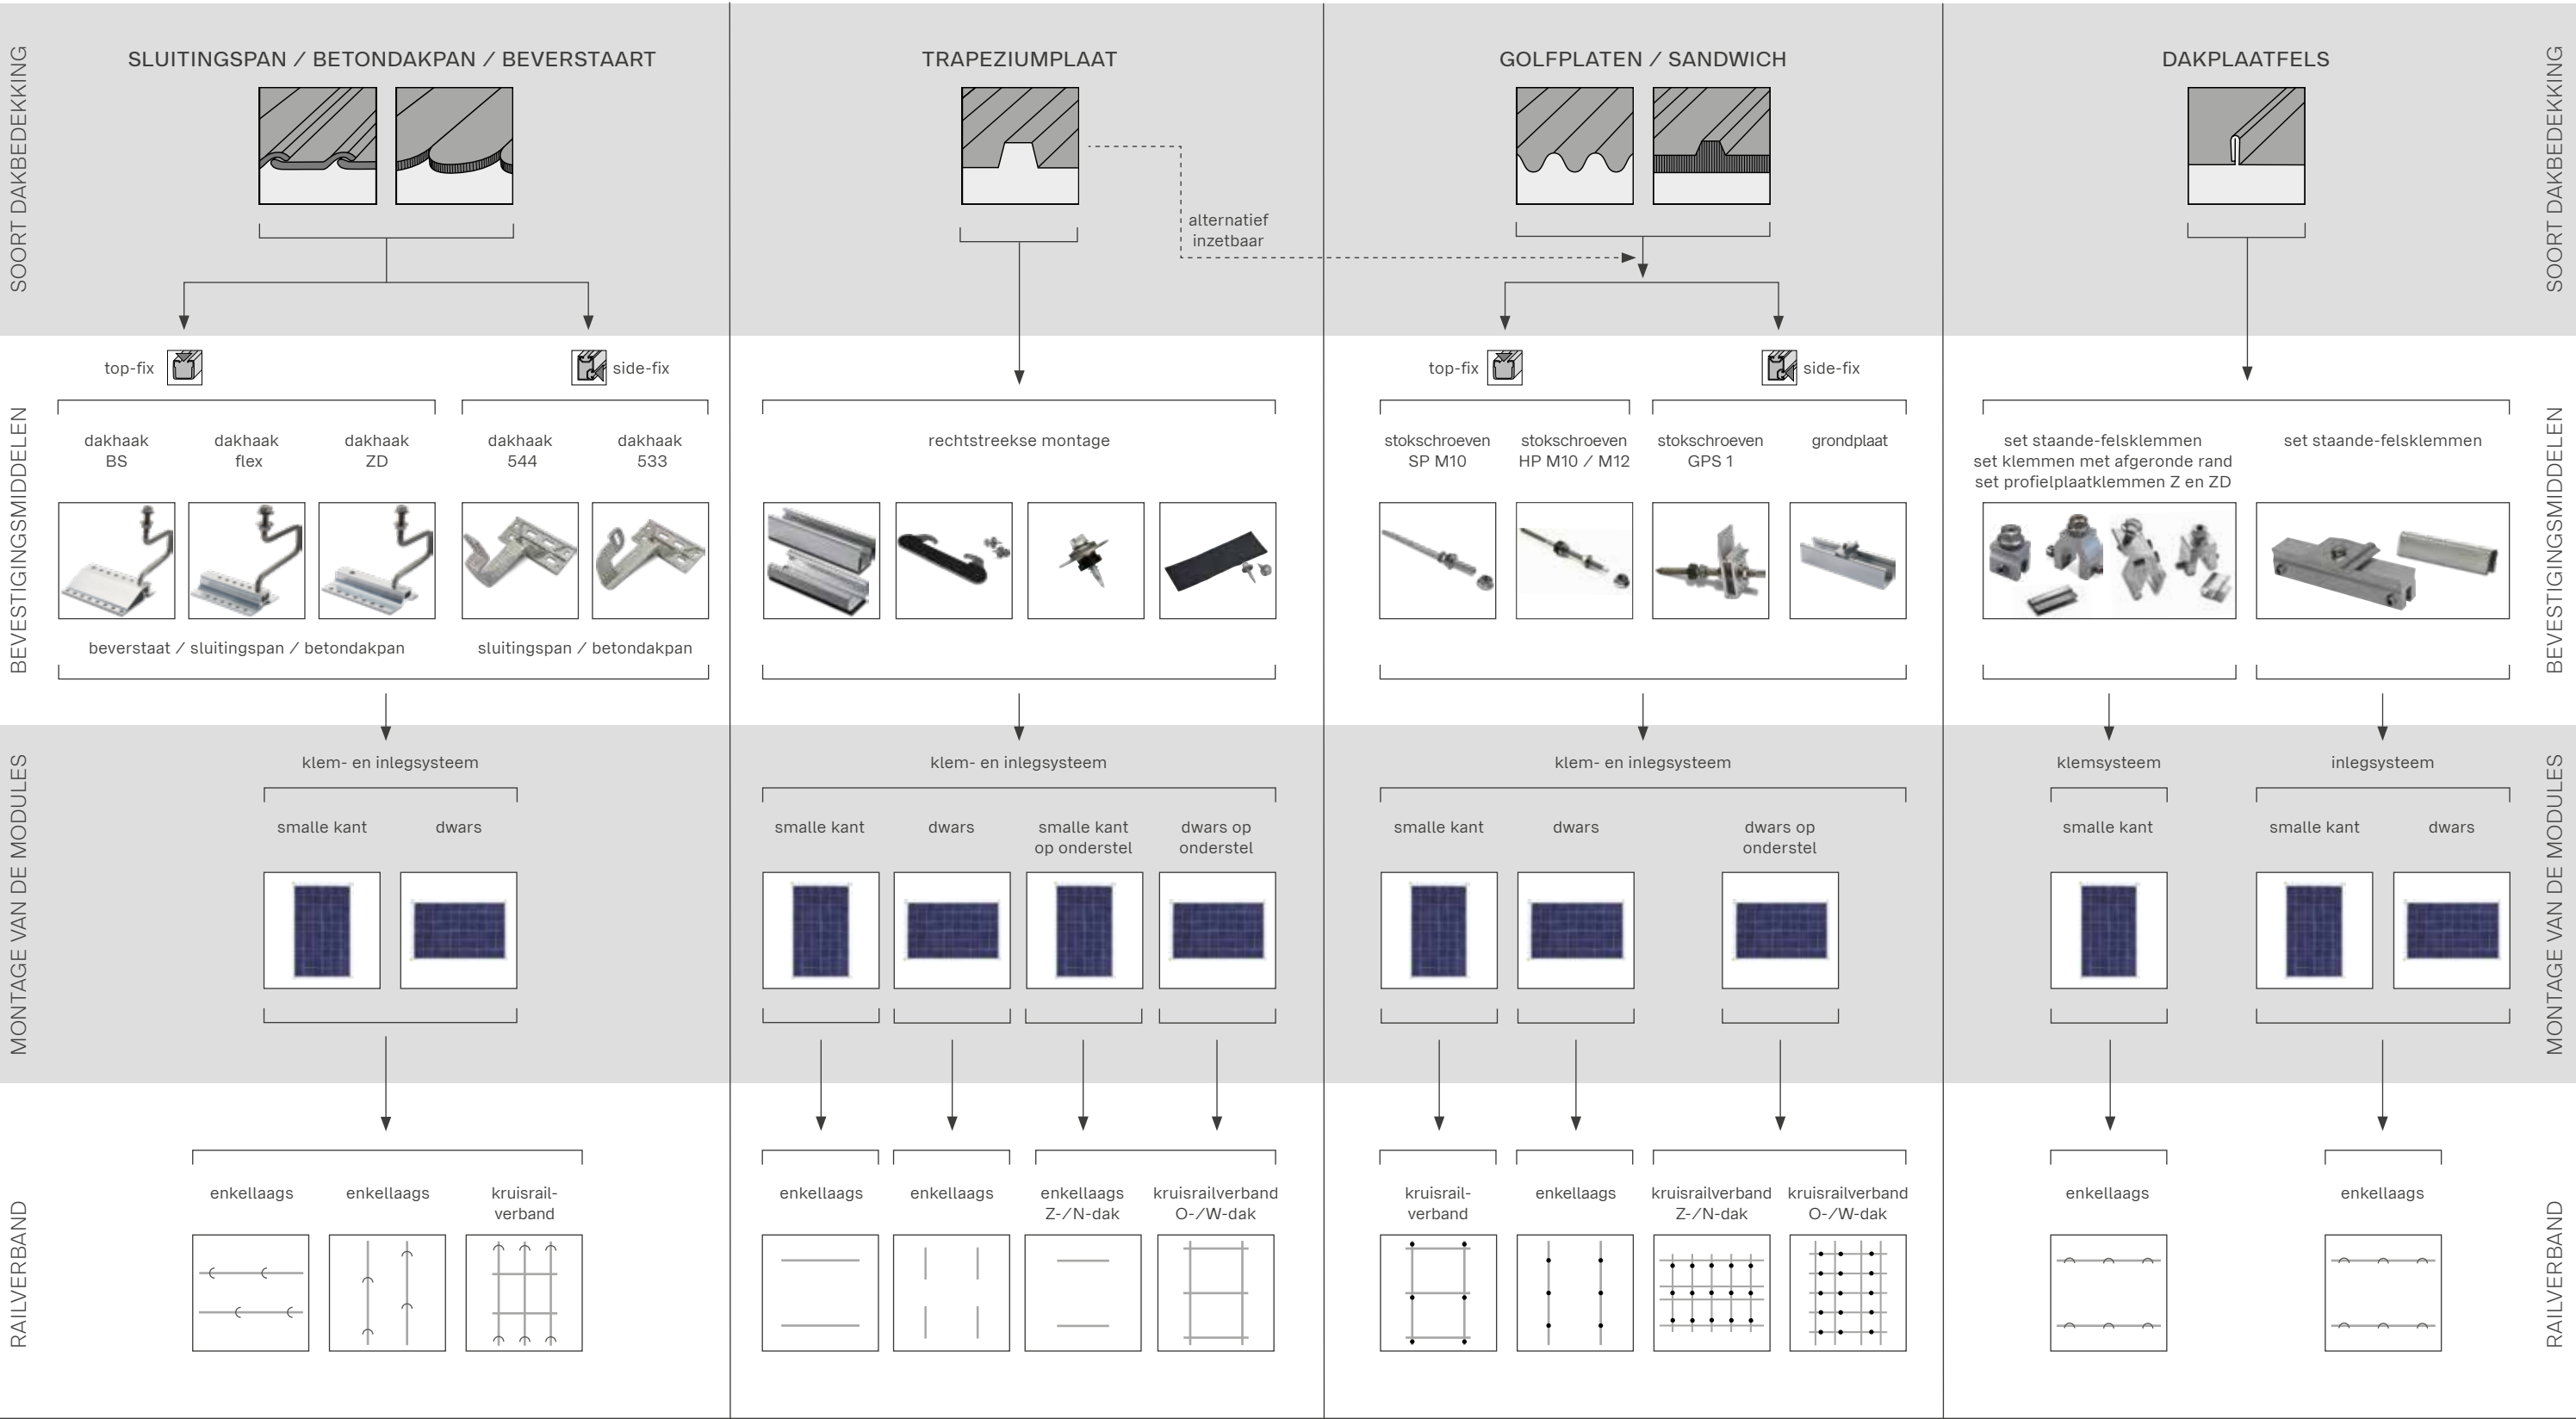 SOORT DAKBEDEKKING
SLUITINGSPAN / BETONDAKPAN / BEVERSTAART
TRAPEZIUMPLAAT
GOLFPLATEN / SANDWICH
DAKPLAATFELS
SOORT DAKBEDEKKING
alternatief
inzetbaar
BEVESTIGINGSMIDDELEN
top-fix
side-fix
top-fix
side-fix
BEVESTIGINGSMIDDELEN
dakhaak
BS
dakhaak
flex
dakhaak
ZD
dakhaak
544
dakhaak
533
rechtstreekse montage
stokschroeven
SP M10
stokschroeven
HP M10 / M12
stokschroeven
GPS 1
grondplaat
set staande-felsklemmen
set klemmen met afgeronde rand
set profielplaatklemmen Z en ZD
set staande-felsklemmen
beverstaat / sluitingspan / betondakpan
sluitingspan / betondakpan
MONTAGE VAN DE MODULES
klem- en inlegsysteem
klem- en inlegsysteem
klem- en inlegsysteem
klemsysteem
inlegsysteem
MONTAGE VAN DE MODULES
smalle kant
dwars
smalle kant
dwars
smalle kant
op onderstel
dwars op
onderstel
smalle kant
dwars
dwars op
onderstel
smalle kant
smalle kant
dwars
RAILVERBAND
enkellaags
enkellaags
kruisrail-
verband
enkellaags
enkellaags
enkellaags
Z-/N-dak
kruisrailverband
O-/W-dak
kruisrail-
verband
enkellaags
kruisrailverband
Z-/N-dak
kruisrailverband
O-/W-dak
enkellaags
enkellaags
RAILVERBAND